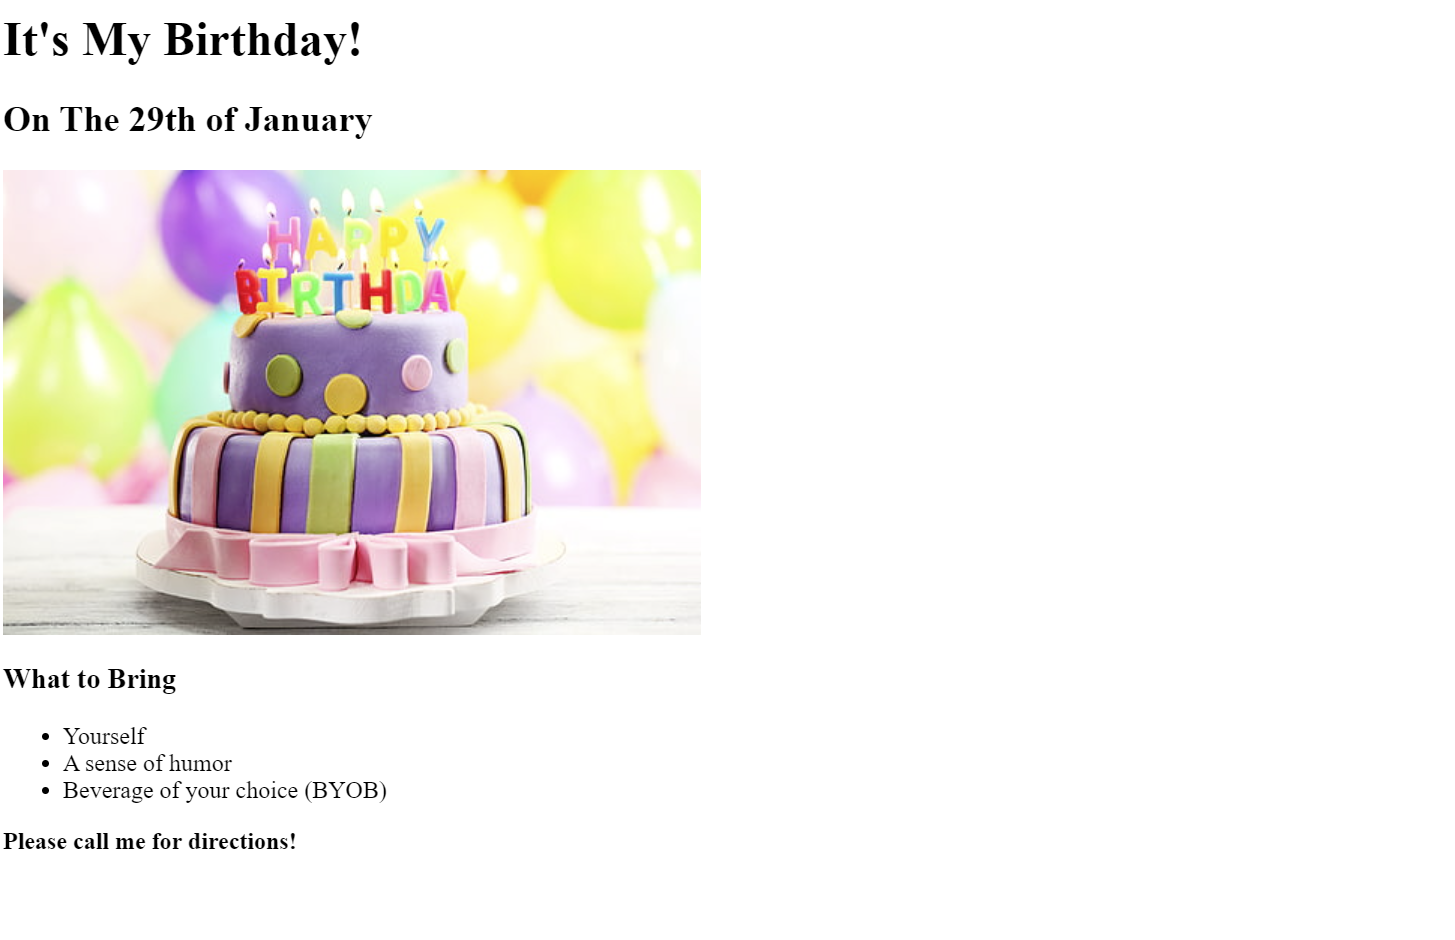 It's My Birthday!
On The 29th of January
HAPPY
BIRTHDAY
What to Bring
Yourself
A sense of humor
Beverage of your choice (BYOB)
Please call me for directions!